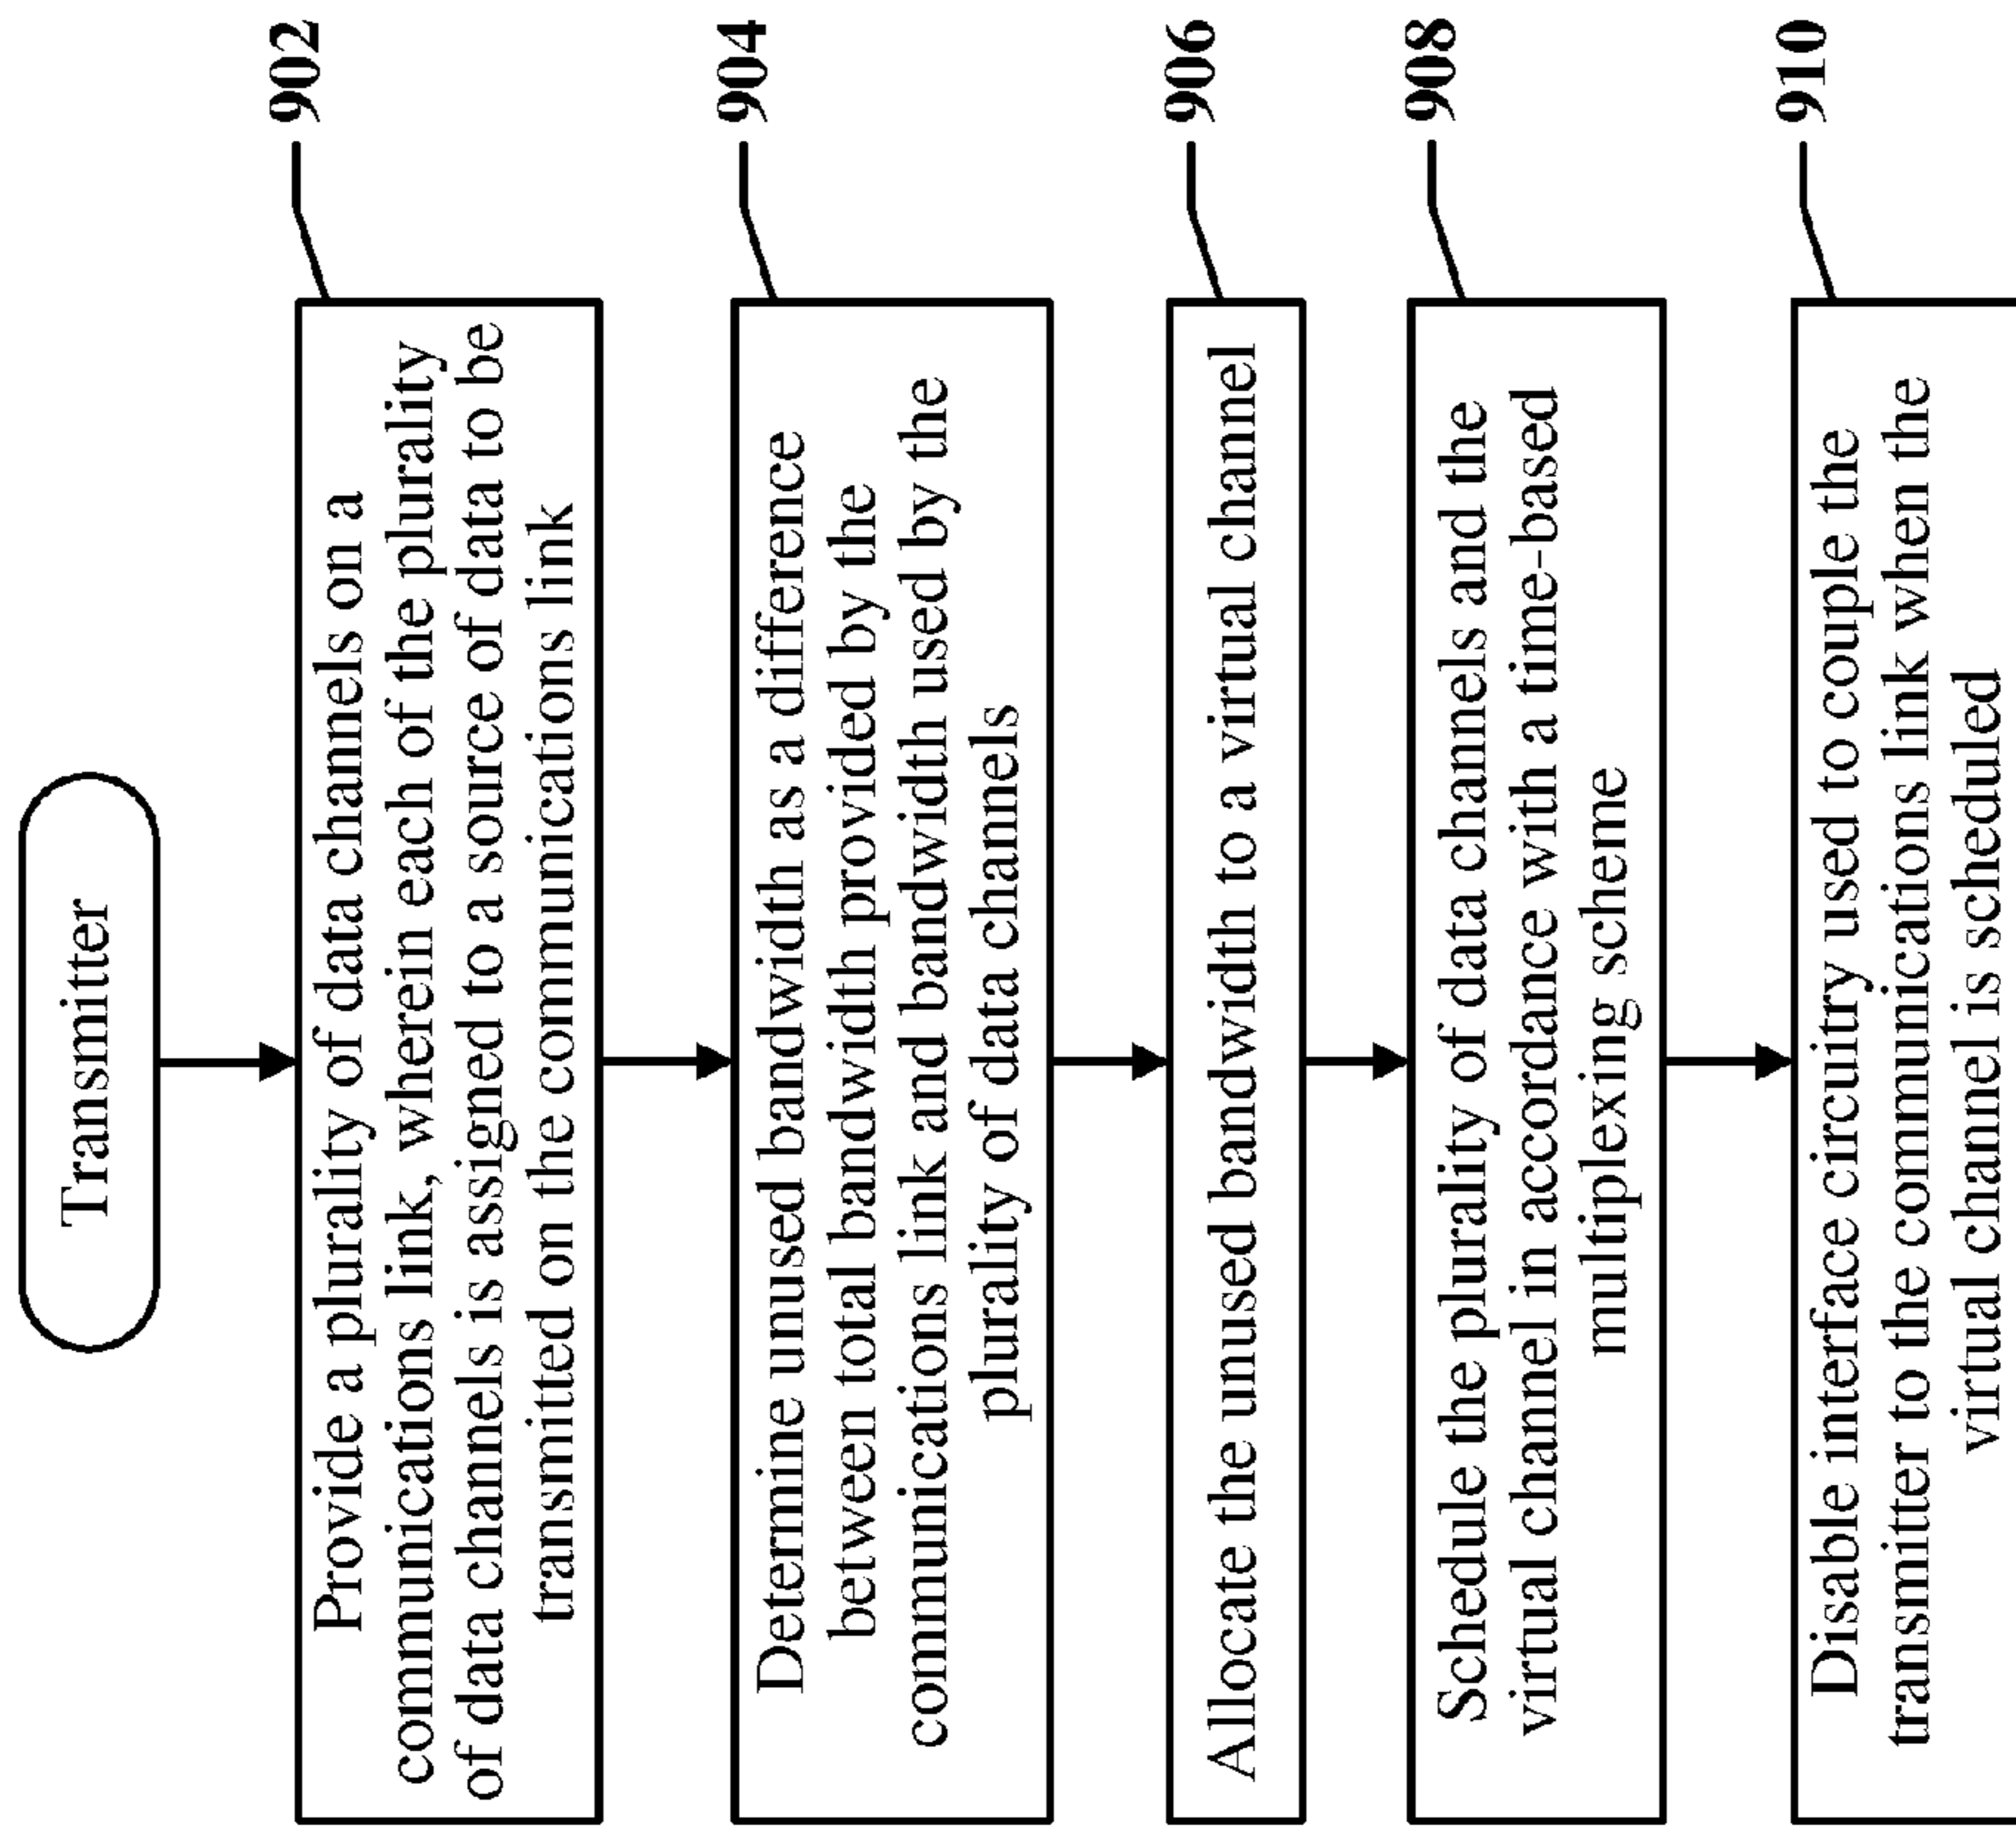 Transmitter
902
Provide a plurality of data channels on a
communications link, wherein each of the plurality
of data channels is assigned to a source of data to be
transmitted on the communications link
904
Determine unused bandwidth as a difference
between total bandwidth provided by the
communications link and bandwidth used by the
plurality of data channels
906
Allocate the unused bandwidth to a virtual channel
908
Schedule the plurality of data channels and the
virtual channel in accordance with a time-based
multiplexing scheme
910
Disable interface circuitry used to couple the
transmitter to the communications link when the
virtual channel is scheduled